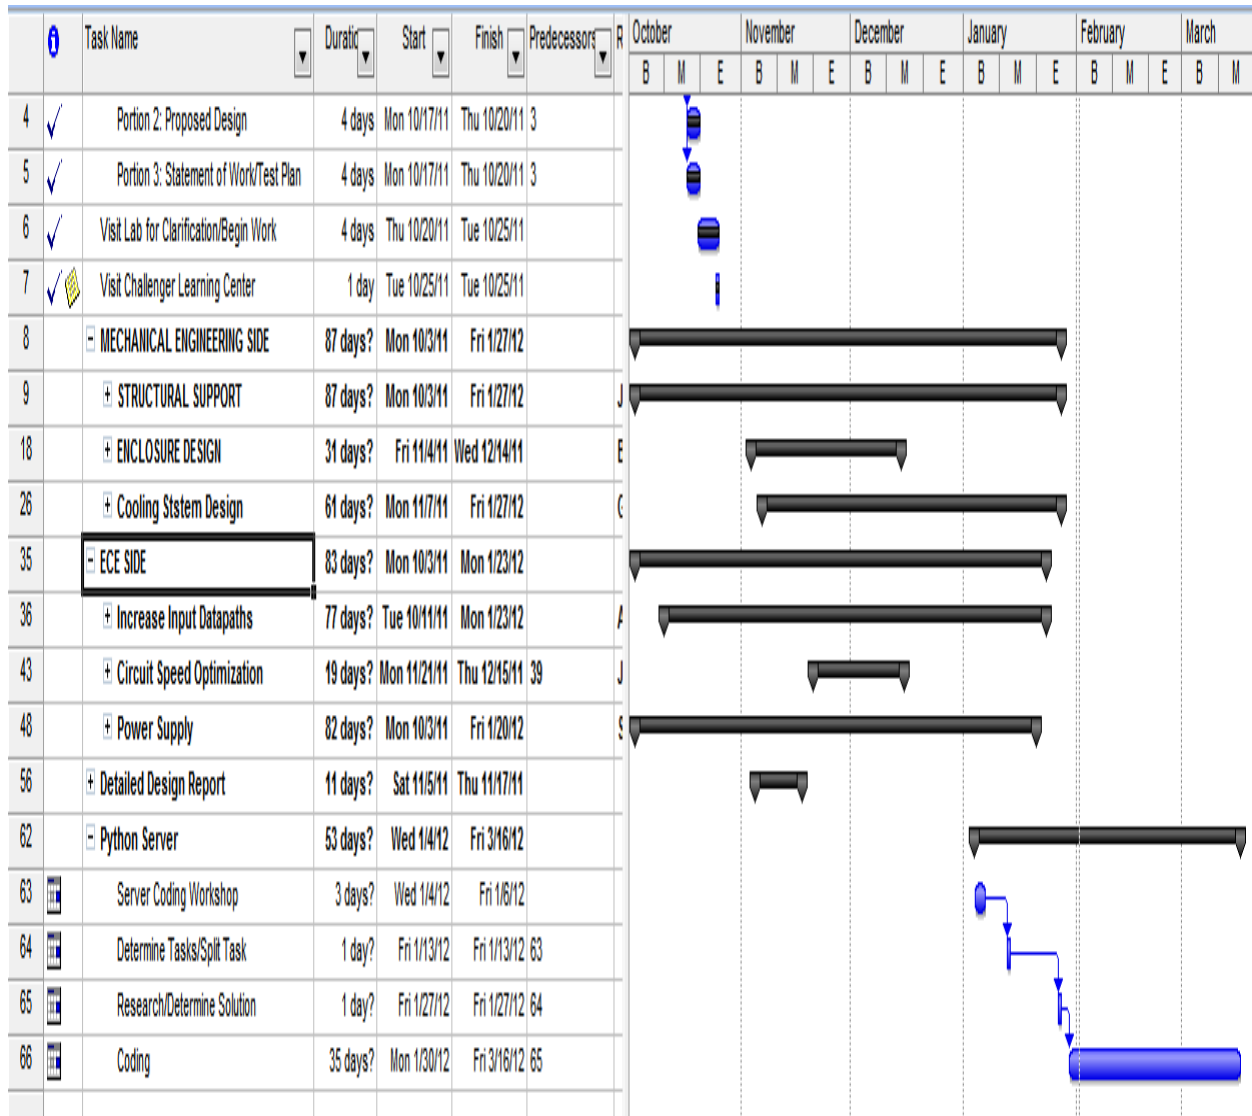 Task Name Duratic Start Finish Predecessors R October November December January February March
B M E B M E B M E B M E B M E B M
4 Portion 2: Proposed Design 4 days Mon 10/17/11 Thu 10/20/11 3
5 Portion 3: Statement of Work/Test Plan 4 days Mon 10/17/11 Thu 10/20/11 3
6 Visit Lab for Clarification/Begin Work 4 days Thu 10/20/11 Tue 10/25/11
7 Visit Challenger Learning Center 1 day Tue 10/25/11 Tue 10/25/11
8 MECHANICAL ENGINEERING SIDE 87 days? Mon 10/3/11 Fri 1/27/12
9 STRUCTURAL SUPPORT 87 days? Mon 10/3/11 Fri 1/27/12 J
18 ENCLOSURE DESIGN 31 days? Fri 11/4/11 Wed 12/14/11 E
26 Cooling Ststem Design 61 days? Mon 11/7/11 Fri 1/27/12 G
35 ECE SIDE 83 days? Mon 10/3/11 Mon 1/23/12
36 Increase Input Datapaths 77 days? Tue 10/11/11 Mon 1/23/12 A
43 Circuit Speed Optimization 19 days? Mon 11/21/11 Thu 12/15/11 39 J
48 Power Supply 82 days? Mon 10/3/11 Fri 1/20/12 S
56 Detailed Design Report 11 days? Sat 11/5/11 Thu 11/17/11
62 Python Server 53 days? Wed 1/4/12 Fri 3/16/12
63 Server Coding Workshop 3 days? Wed 1/4/12 Fri 1/6/12
64 Determine Tasks/Split Task 1 day? Fri 1/13/12 Fri 1/13/12 63
65 Research/Determine Solution 1 day? Fri 1/27/12 Fri 1/27/12 64
66 Coding 35 days? Mon 1/30/12 Fri 3/16/12 65